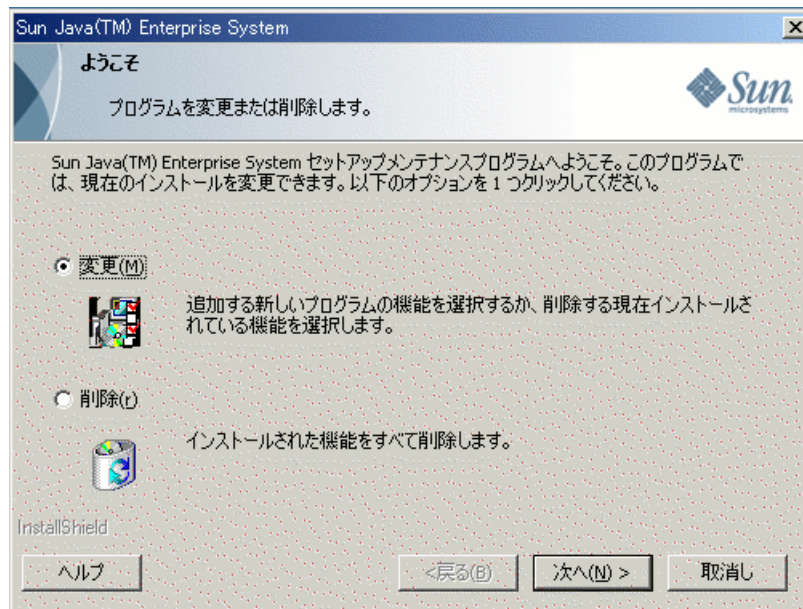 Sun Java(TM) Enterprise System
ようこそ
プログラムを変更または削除します。
Sun
microsystems
Sun Java(TM) Enterprise System セットアップメンテナンスプログラムへようこそ。このプログラムで
は、現在のインストールを変更できます。以下のオプションを 1 つクリックしてください。
変更(M)
追加する新しいプログラムの機能を選択するか、削除する現在インストールさ
れている機能を選択します。
削除(r)
インストールされた機能をすべて削除します。
InstallShield
ヘルプ
<戻る(B)
次へ(N) >
取消し